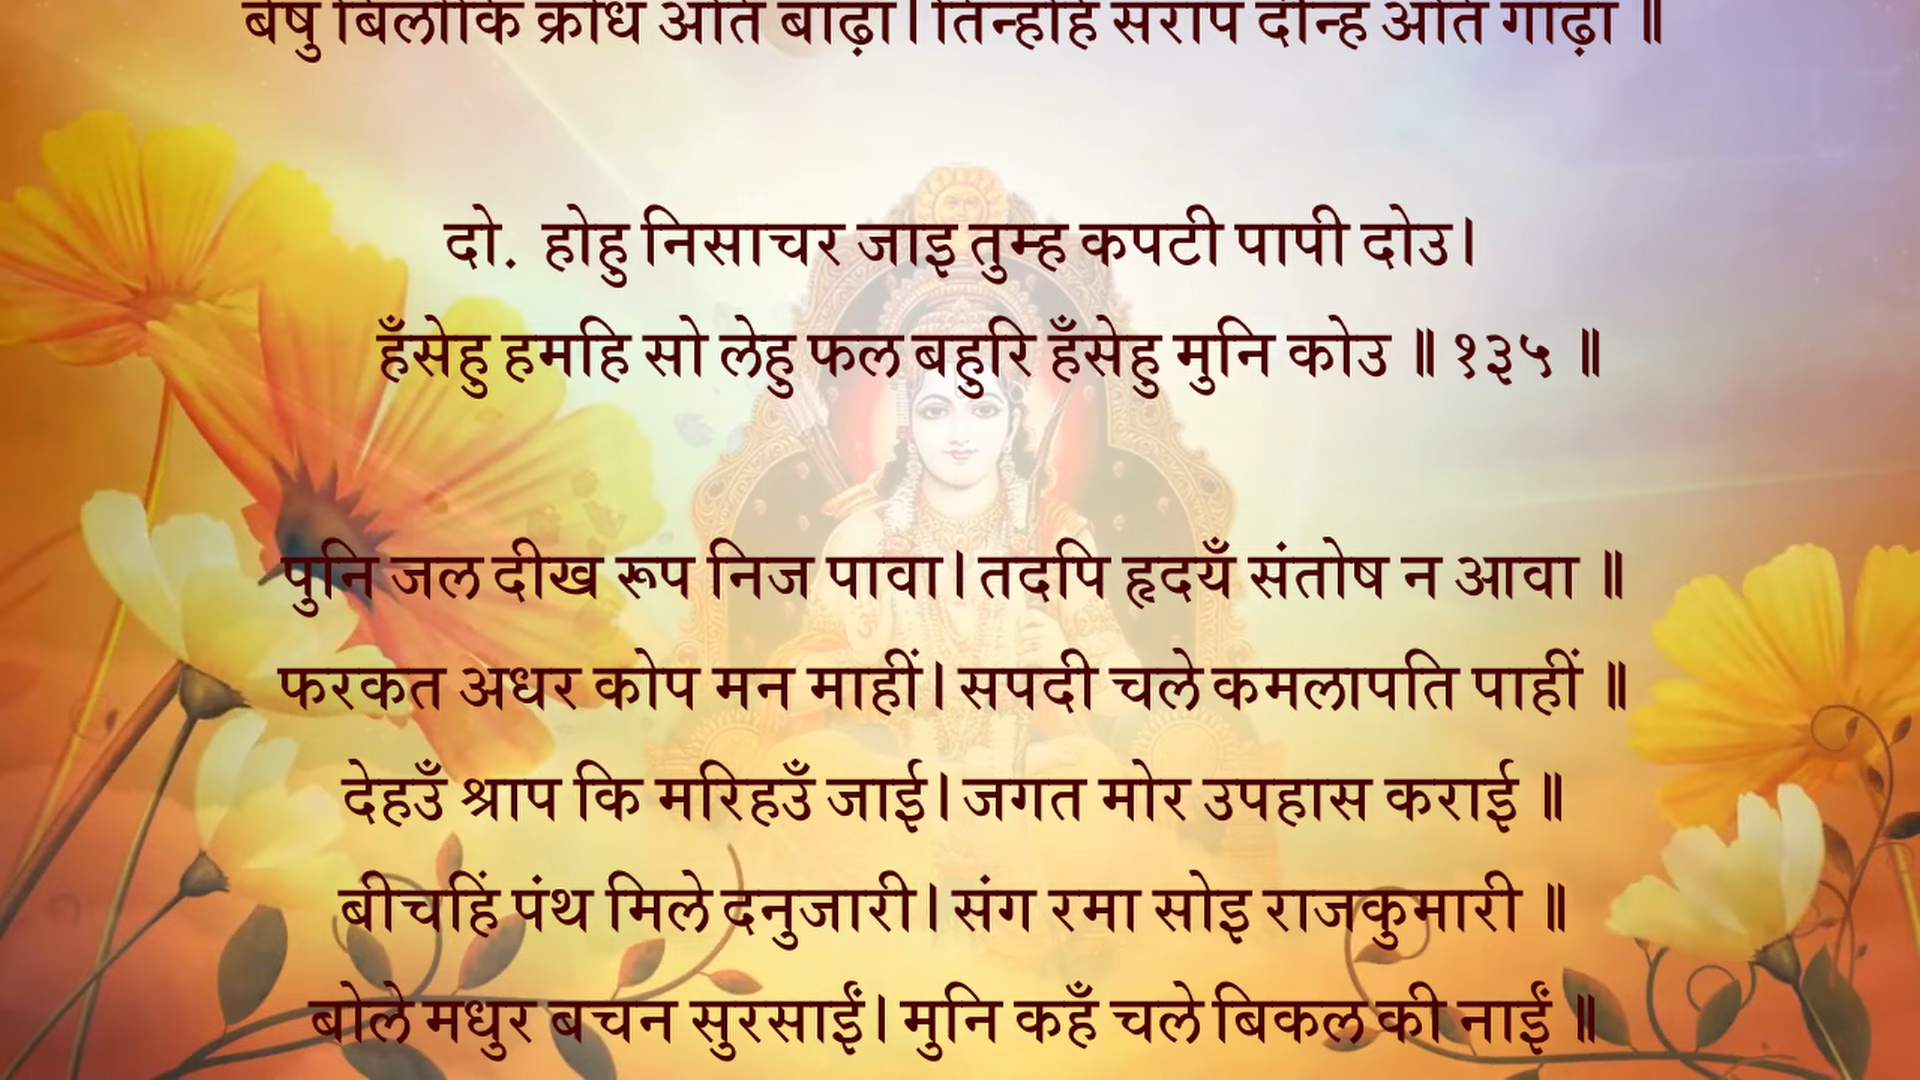 बेषु बिलोकि क्रोध अति बाढ़ा। तिन्हहि सराप दीन्ह अति गाढ़ा ॥
दो. होहु निसाचर जाइ तुम्ह कपटी पापी दोउ।
हँसेहु हमहि सो लेहु फल बहुरि हँसेहु मुनि कोउ ॥ १३५ ॥
पुनि जल दीख रूप निज पावा। तदपि हृदयँ संतोष न आवा ॥
फरकत अधर कोप मन माहीं। सपदी चले कमलापति पाहीं ॥
देहउँ श्राप कि मरिहउँ जाई। जगत मोर उपहास कराई ॥
बीचहिं पंथ मिले दनुजारी। संग रमा सोइ राजकुमारी ॥
बोले मधुर बचन सुरसाईं। मुनि कहँ चले बिकल की नाईं ॥